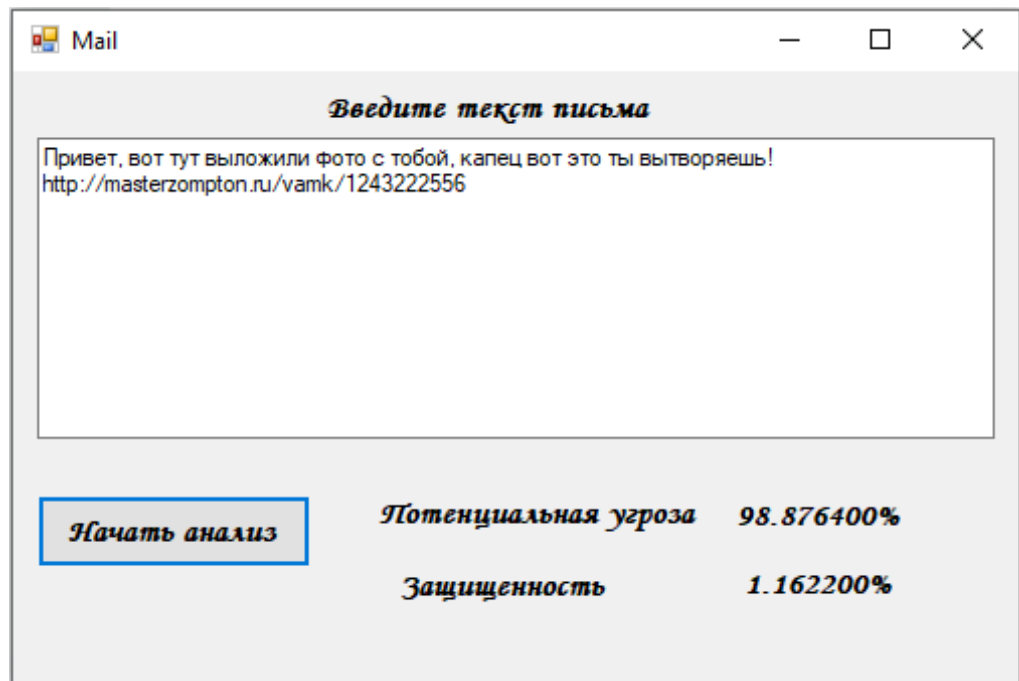 Mail
Введите текст письма
Привет, вот тут выложили фото с тобой, капец вот это ты вытворяешь!
http://masterzompton.ru/vamk/1243222556
Начать анализ
Потенциальная угроза 98.876400%
Защищенность 1.162200%